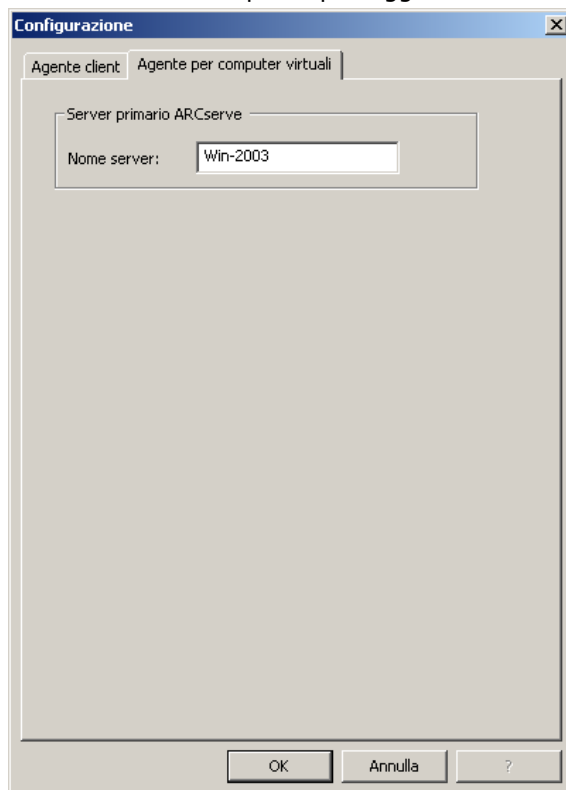 Configurazione
Agente client
Agente per computer virtuali
Server primario ARCserve
Nome server:
Win-2003
OK
Annulla
?